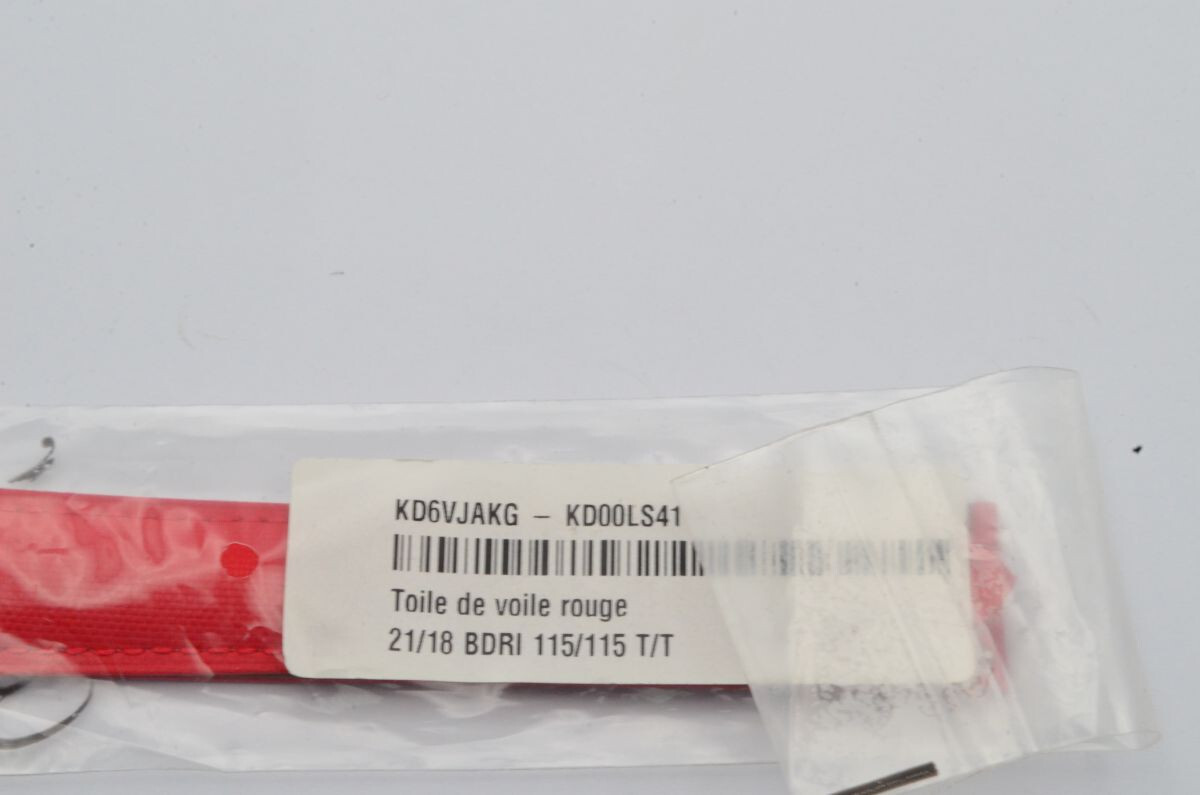 KD6VJAKG – KD00LS41
Toile de voile rouge
21/18 BDRI 115/115 T/T